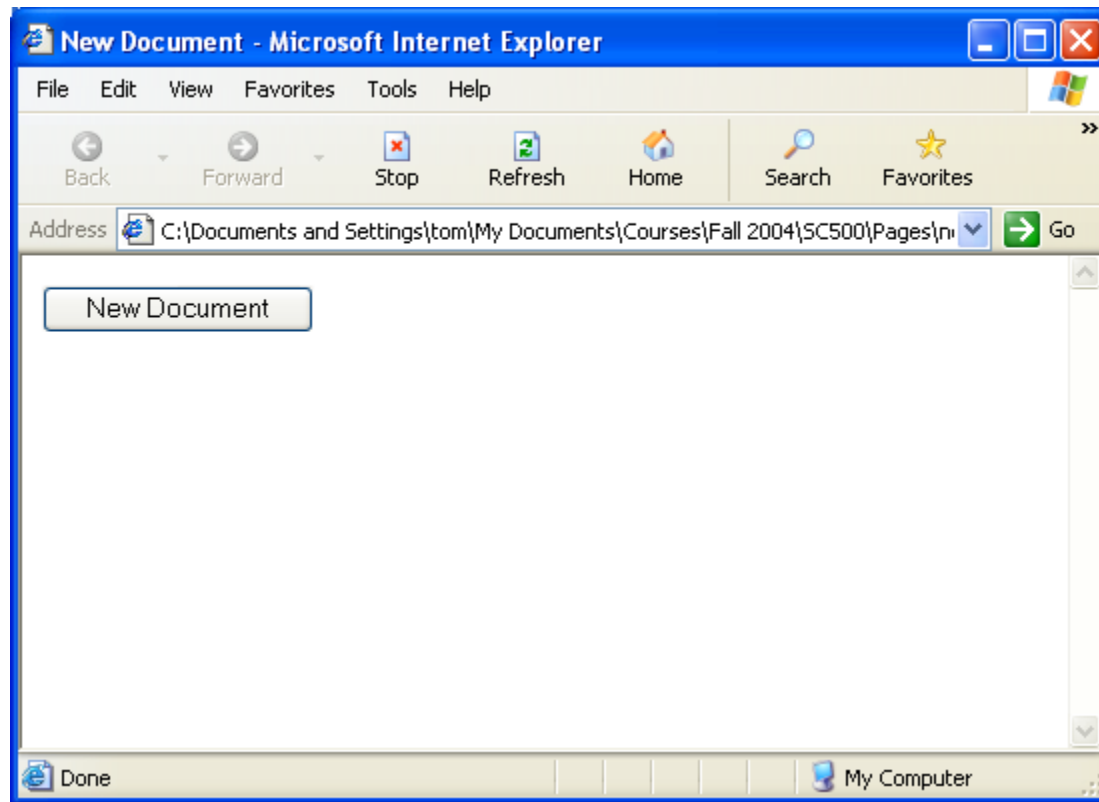 New Document - Microsoft Internet Explorer
File Edit View Favorites Tools Help
»
Back Forward Stop Refresh Home Search Favorites
Address C:\Documents and Settings\tom\My Documents\Courses\Fall 2004\SC500\Pages\n Go
New Document
Done My Computer